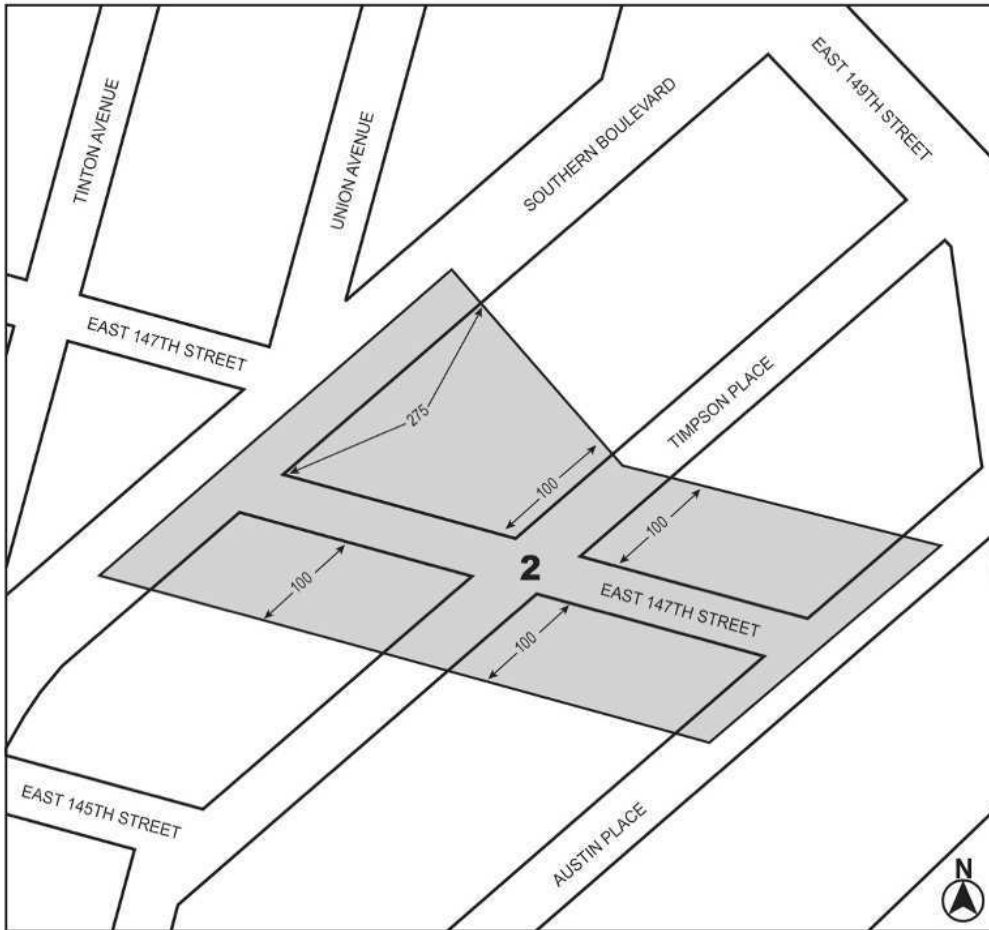 TINTON AVENUE
UNION AVENUE
SOUTHERN BOULEVARD
EAST 149TH STREET
EAST 147TH STREET
275
TIMPSON PLACE
100
100
2
EAST 147TH STREET
100
100
EAST 145TH STREET
AUSTIN PLACE
N